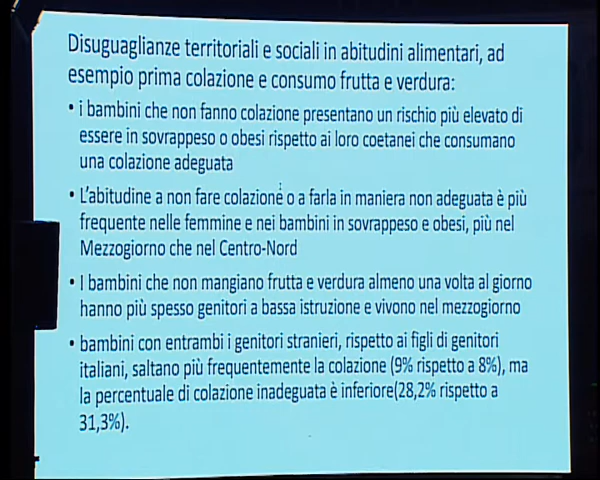 Disuguaglianze territoriali e sociali in abitudini alimentari, ad
esempio prima colazione e consumo frutta e verdura:
• i bambini che non fanno colazione presentano un rischio più elevato di
essere in sovrappeso o obesi rispetto ai loro coetanei che consumano
una colazione adeguata
• L'abitudine a non fare colazione o a farla in maniera non adeguata è più
frequente nelle femmine e nei bambini in sovrappeso e obesi, più nel
Mezzogiorno che nel Centro-Nord
• I bambini che non mangiano frutta e verdura almeno una volta al giorno
hanno più spesso genitori a bassa istruzione e vivono nel mezzogiorno
• bambini con entrambi i genitori stranieri, rispetto ai figli di genitori
italiani, saltano più frequentemente la colazione (9% rispetto a 8%), ma
la percentuale di colazione inadeguata è inferiore(28,2% rispetto a
31,3%).